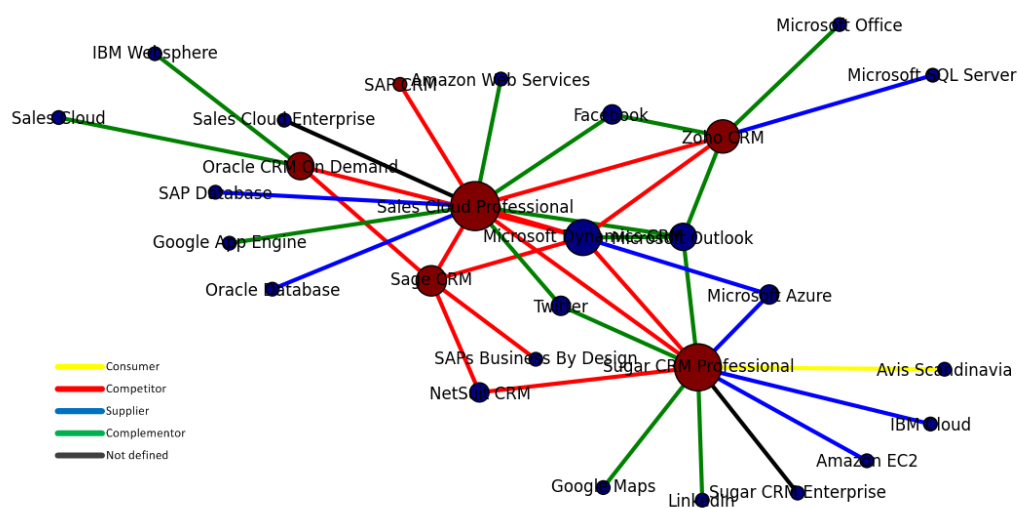 Microsoft Office
IBM Websphere
Microsoft SQL Server
SAP CRM
Amazon Web Services
Sales Cloud
Sales Cloud Enterprise
Facebook
Zoho CRM
Oracle CRM On Demand
SAP Database
Sales Cloud Professional
Google App Engine
Microsoft Dynamics CRM
Microsoft Outlook
Sage CRM
Oracle Database
Twitter
Microsoft Azure
SAPs Business By Design
Sugar CRM Professional
Avis Scandinavia
NetSuit CRM
IBM Cloud
Amazon EC2
Google Maps
LinkedIn
Sugar CRM Enterprise
Consumer
Competitor
Supplier
Complementor
Not defined